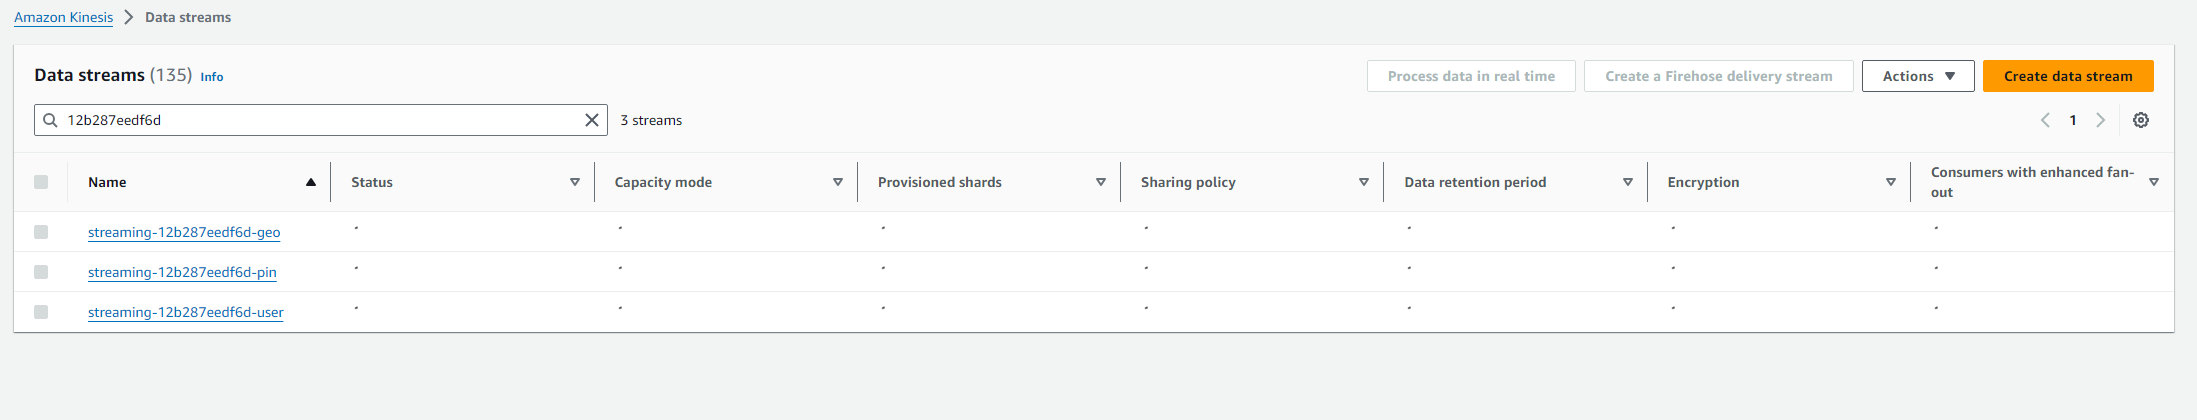 Amazon Kinesis > Data streams
Data streams (135) Info
Process data in real time Create a Firehose delivery stream Actions Create data stream
12b287eedf6d 3 streams 1
Name Status Capacity mode Provisioned shards Sharing policy Data retention period Encryption Consumers with enhanced fan-
out
streaming-12b287eedf6d-geo
streaming-12b287eedf6d-pin
streaming-12b287eedf6d-user